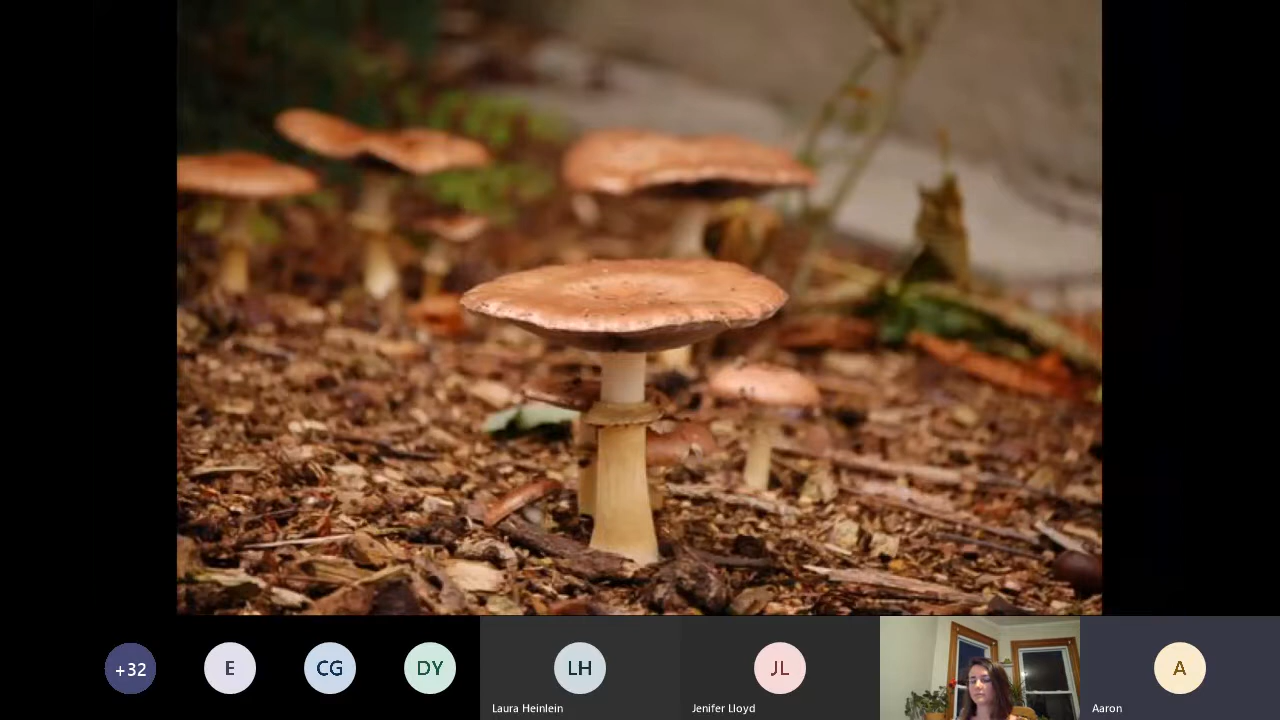 +32
E
CG
DY
LH
JL
A
Laura Heinlein
Jenifer Lloyd
Aaron